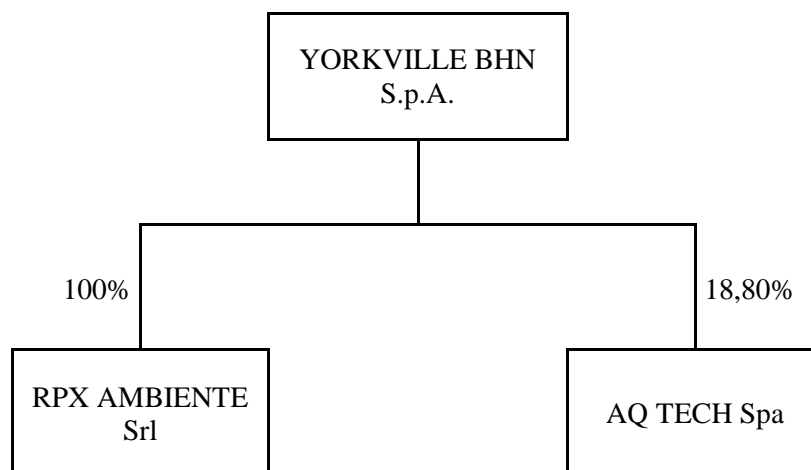 YORKVILLE BHN
S.p.A.
100%
18,80%
RPX AMBIENTE
Srl
AQ TECH Spa